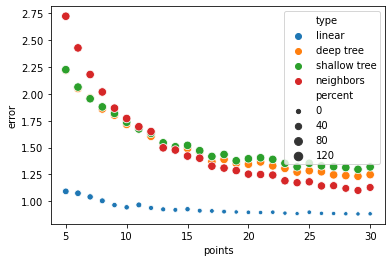 2.75
2.50
2.25
2.00
1.75
1.50
1.25
1.00
error
5
10
15
20
25
30
points
type
linear
deep tree
shallow tree
neighbors
percent
0
40
80
120